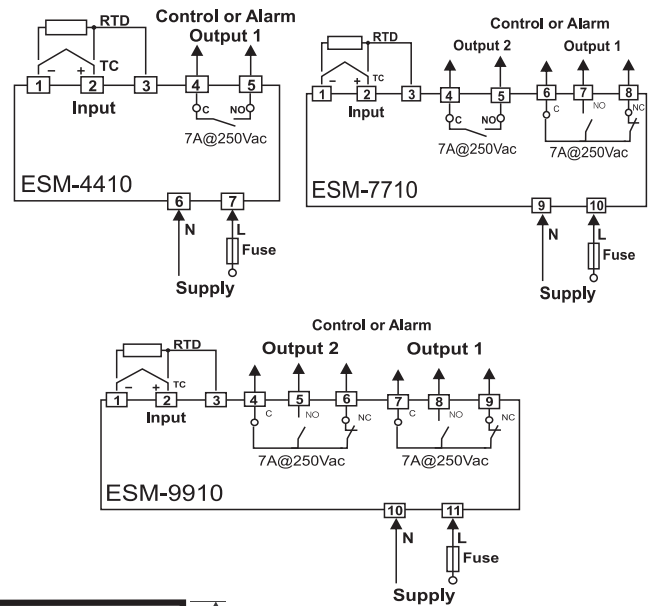 RTD
Control or Alarm
Output 1
TC
- +
1 2 3 4 5
Input
C NO
7A@250Vac
ESM-4410
6 7
N L
Fuse
Supply
Control or Alarm
RTD
Output 2 Output 1
TC
- +
1 2 3 4 5 6 7 8
Input
C NO C NO NC
7A@250Vac 7A@250Vac
ESM-7710
9 10
N L
Fuse
Supply
Control or Alarm
RTD
Output 2 Output 1
TC
- +
1 2 3 4 5 6 7 8 9
Input
C NO NC C NO NC
7A@250Vac 7A@250Vac
ESM-9910
10 11
N L
Fuse
Supply